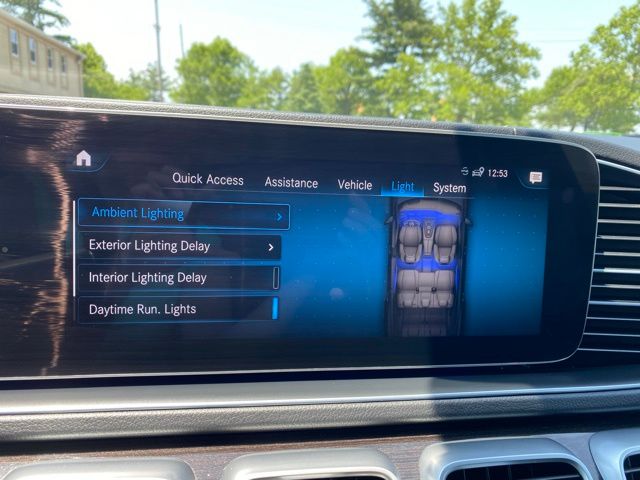 12:53
Quick Access Assistance Vehicle Light System
Ambient Lighting
Exterior Lighting Delay
Interior Lighting Delay
Daytime Run. Lights